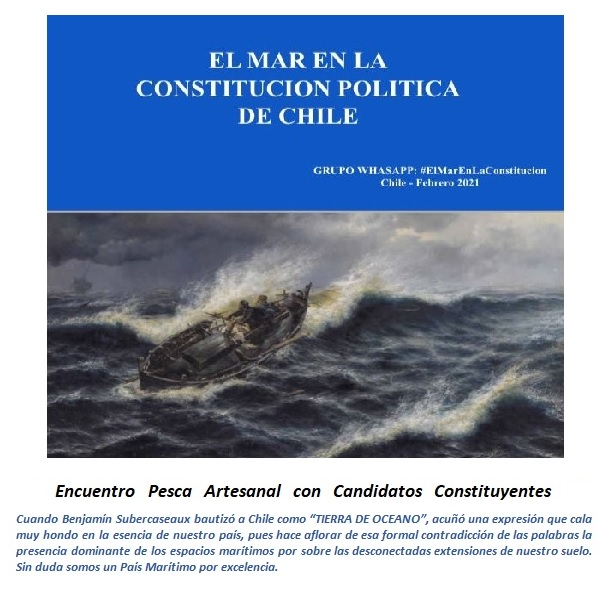 EL MAR EN LA
CONSTITUCION POLITICA
DE CHILE
GRUPO WHASAPP: #ElMarEnLaConstitucion
Chile - Febrero 2021
Encuentro Pesca Artesanal con Candidatos Constituyentes
Cuando Benjamín Subercaseaux bautizó a Chile como “TIERRA DE OCEANO”, acuñó una expresión que cala
muy hondo en la esencia de nuestro país, pues hace aflorar de esa formal contradicción de las palabras la
presencia dominante de los espacios marítimos por sobre las desconectadas extensiones de nuestro suelo.
Sin duda somos un País Marítimo por excelencia.